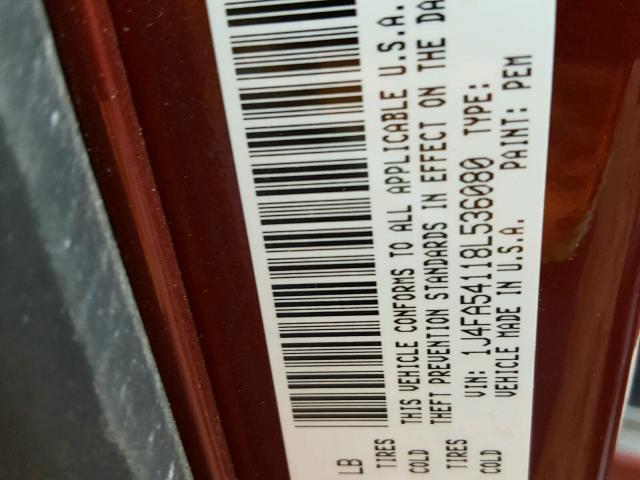 THIS VEHICLE CONFORMS TO ALL APPLICABLE U.S.A.
THEFT PREVENTION STANDARDS IN EFFECT ON THE DA
VIN: 1J4FA54118L536080 TYPE:
VEHICLE MADE IN U.S.A. PAINT: PEM
LB
TIRES
COLD
TIRES
COLD